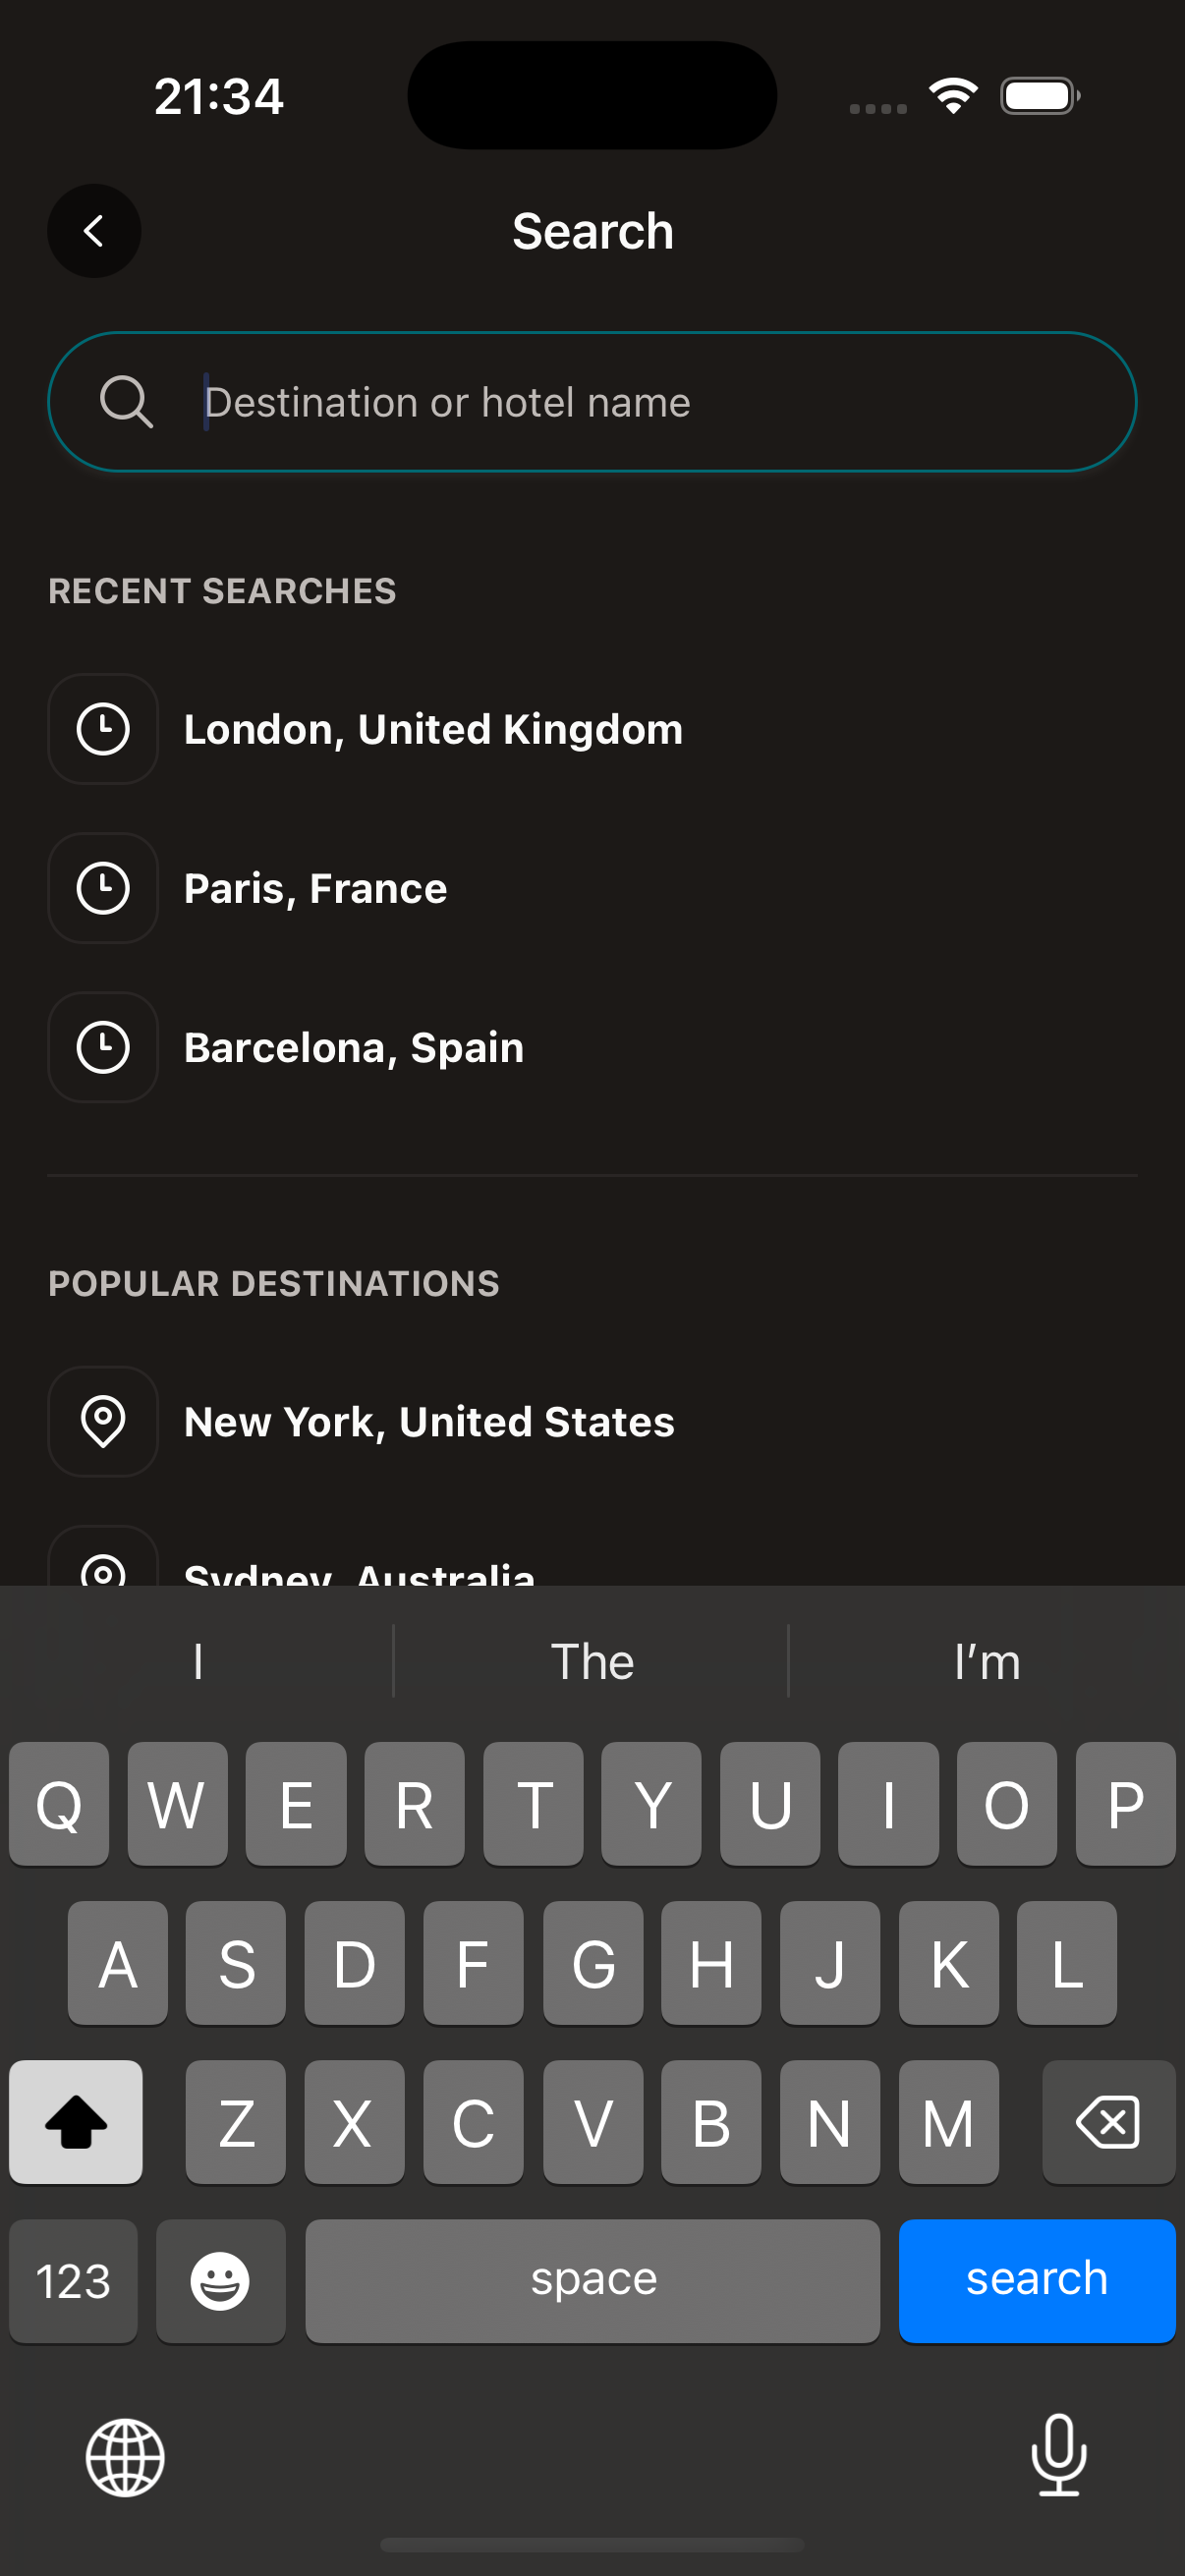 21:34
Search
Destination or hotel name
RECENT SEARCHES
London, United Kingdom
Paris, France
Barcelona, Spain
POPULAR DESTINATIONS
New York, United States
Sydney, Australia
I The I'm
Q W E R T Y U I O P
A S D F G H J K L
Z X C V B N M
123 space search